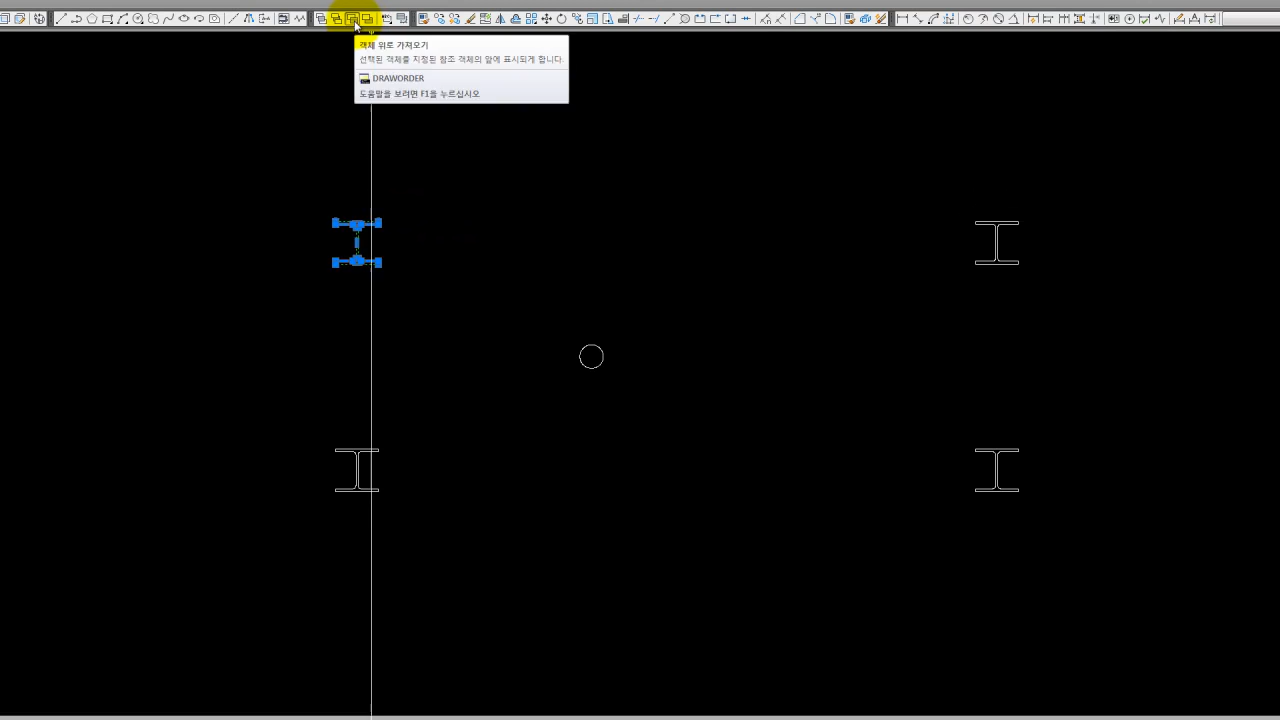 객체 위로 가져오기
선택된 객체를 지정된 참조 객체의 앞에 표시되게 합니다.
DRAWORDER
도움말을 보려면 F1을 누르십시오